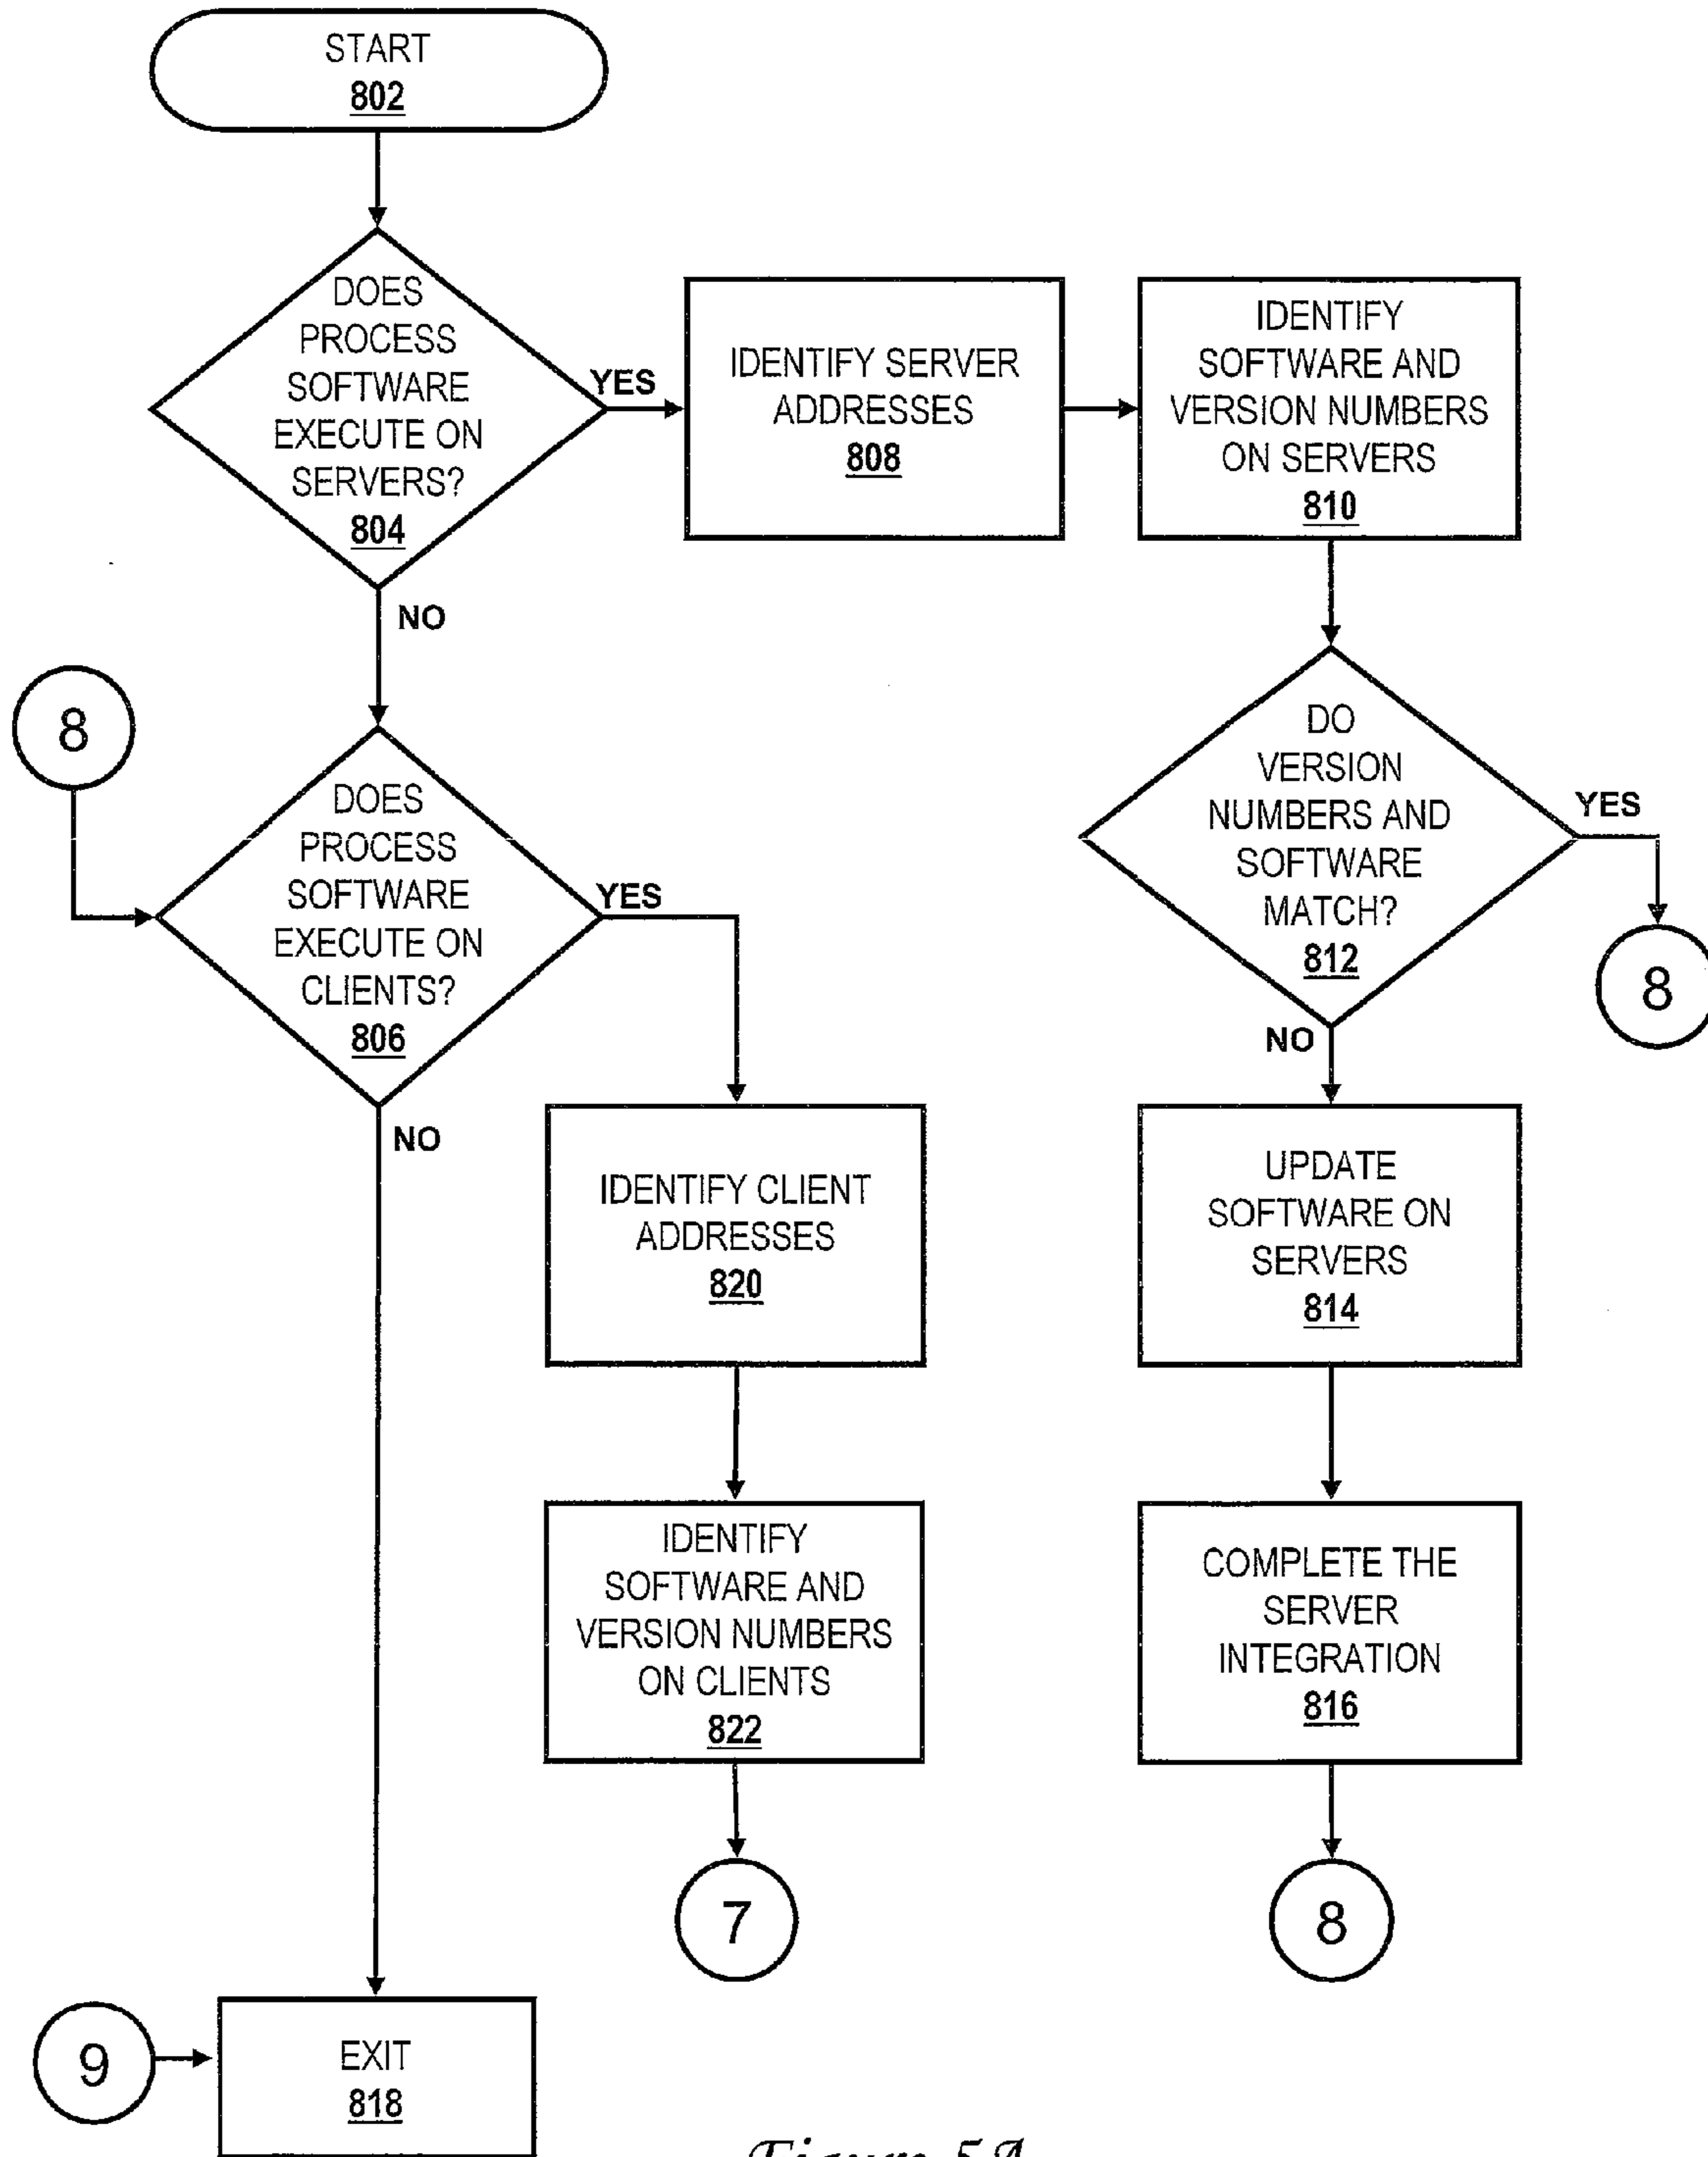 START
802
DOES
PROCESS
SOFTWARE
EXECUTE ON
SERVERS?
804
YES
NO
IDENTIFY SERVER
ADDRESSES
808
IDENTIFY
SOFTWARE AND
VERSION NUMBERS
ON SERVERS
810
8
DOES
PROCESS
SOFTWARE
EXECUTE ON
CLIENTS?
806
YES
NO
DO
VERSION
NUMBERS AND
SOFTWARE
MATCH?
812
YES
8
NO
IDENTIFY CLIENT
ADDRESSES
820
UPDATE
SOFTWARE ON
SERVERS
814
IDENTIFY
SOFTWARE AND
VERSION NUMBERS
ON CLIENTS
822
COMPLETE THE
SERVER
INTEGRATION
816
7
8
9
EXIT
818
Figure 5A